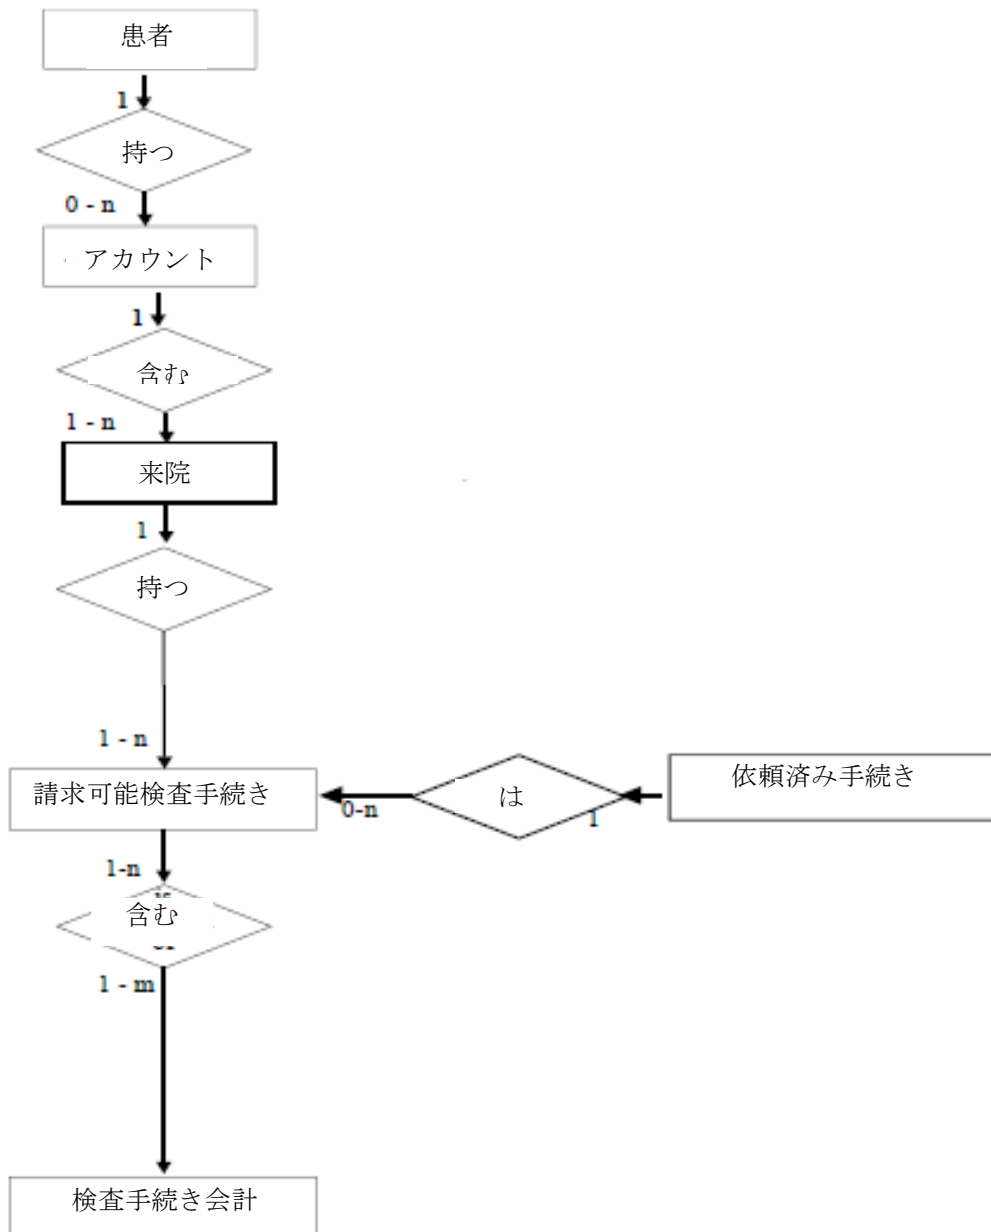 患者
1
持つ
0 - n
アカウント
1
含む
1 - n
来院
1
持つ
1 - n
請求可能検査手続き
0-n
は
1
依頼済み手続き
1-n
含む
1 - m
検査手続き会計